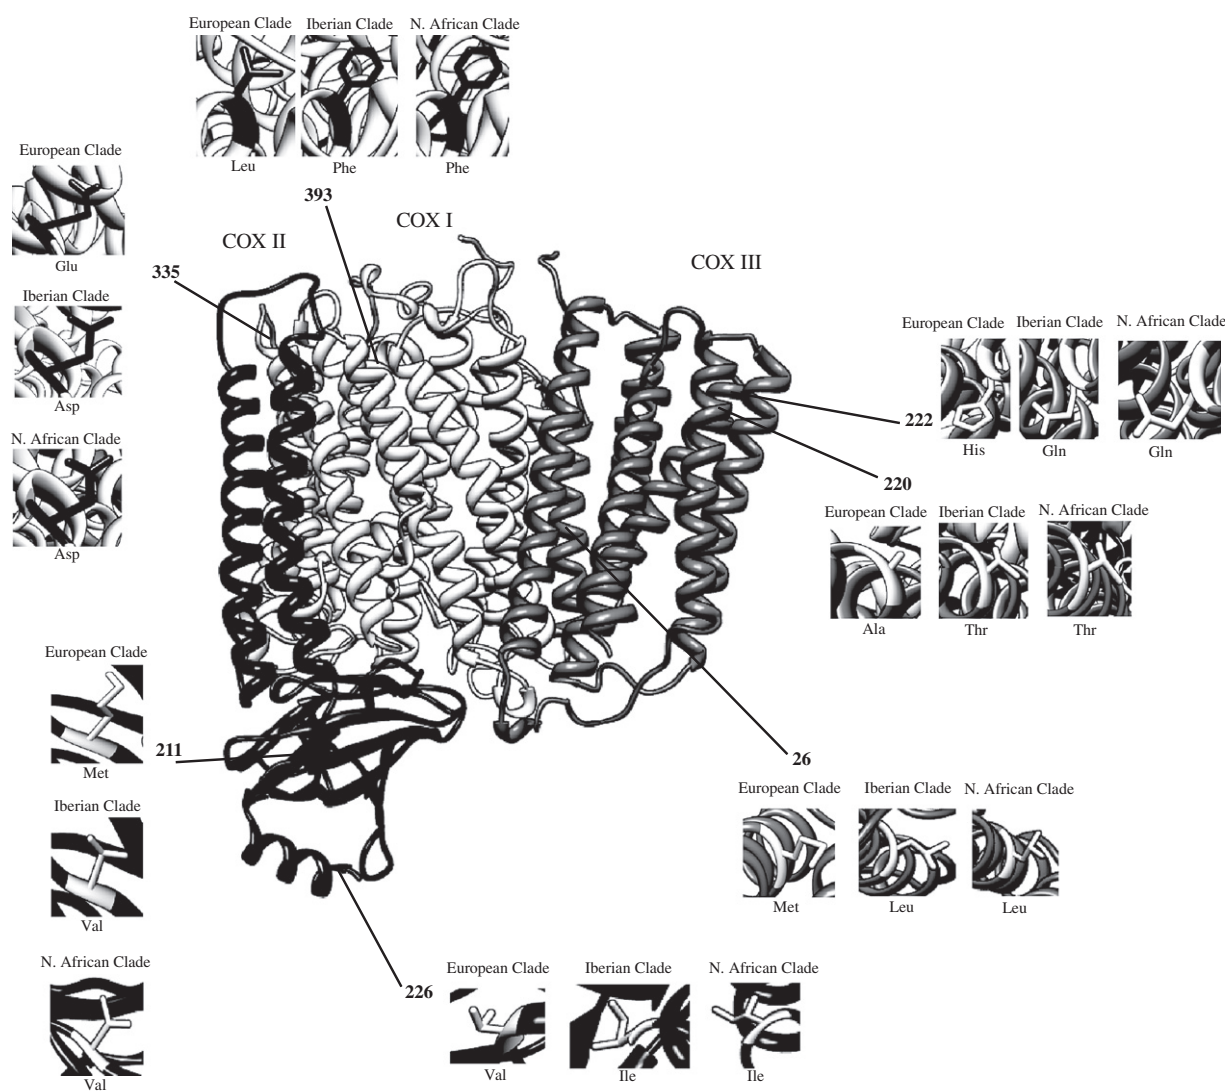 European Clade Iberian Clade N. African Clade
Leu Phe Phe
393
COX I
COX II
COX III
European Clade
Glu
335
Iberian Clade
Asp
N. African Clade
Asp
European Clade Iberian Clade N. African Clade
222
His Gln Gln
220
European Clade Iberian Clade N. African Clade
Ala Thr Thr
European Clade
211
Met
Iberian Clade
Val
N. African Clade
Val
26
European Clade Iberian Clade N. African Clade
Met Leu Leu
226
European Clade Iberian Clade N. African Clade
Val Ile Ile